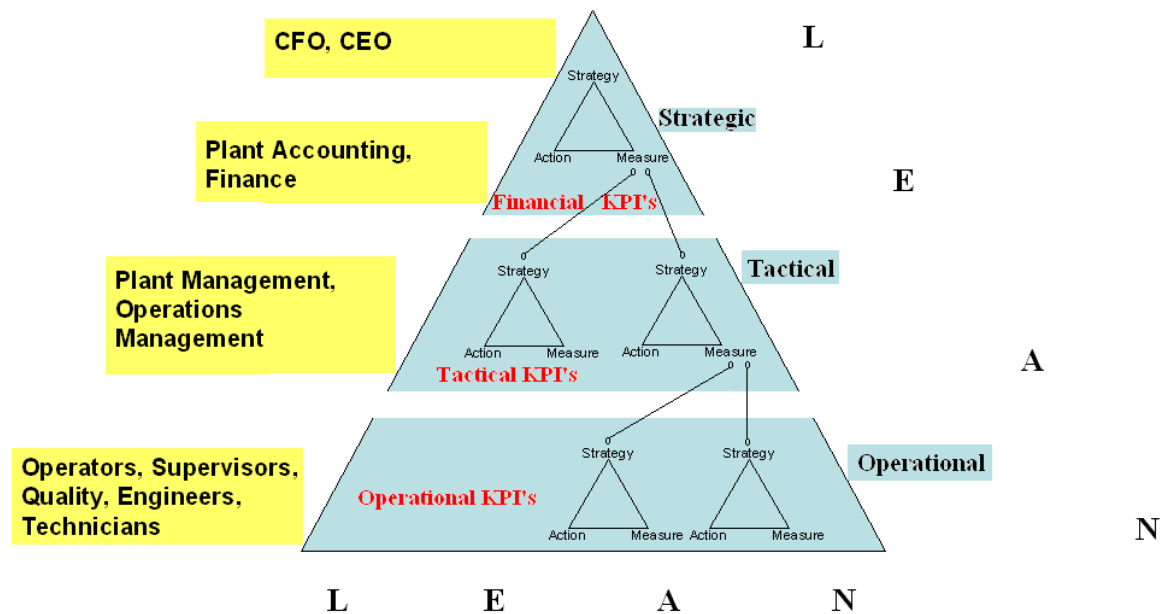 CFO, CEO
L
Strategy
Strategic
Plant Accounting,
Finance
Action Measure
E
Financial KPI's
Plant Management,
Operations
Management
Strategy Strategy
Tactical
Action Measure Action Measure
A
Tactical KPI's
Operators, Supervisors,
Quality, Engineers,
Technicians
Strategy Strategy
Operational
Operational KPI's
Action Measure Action Measure
N
L E A N